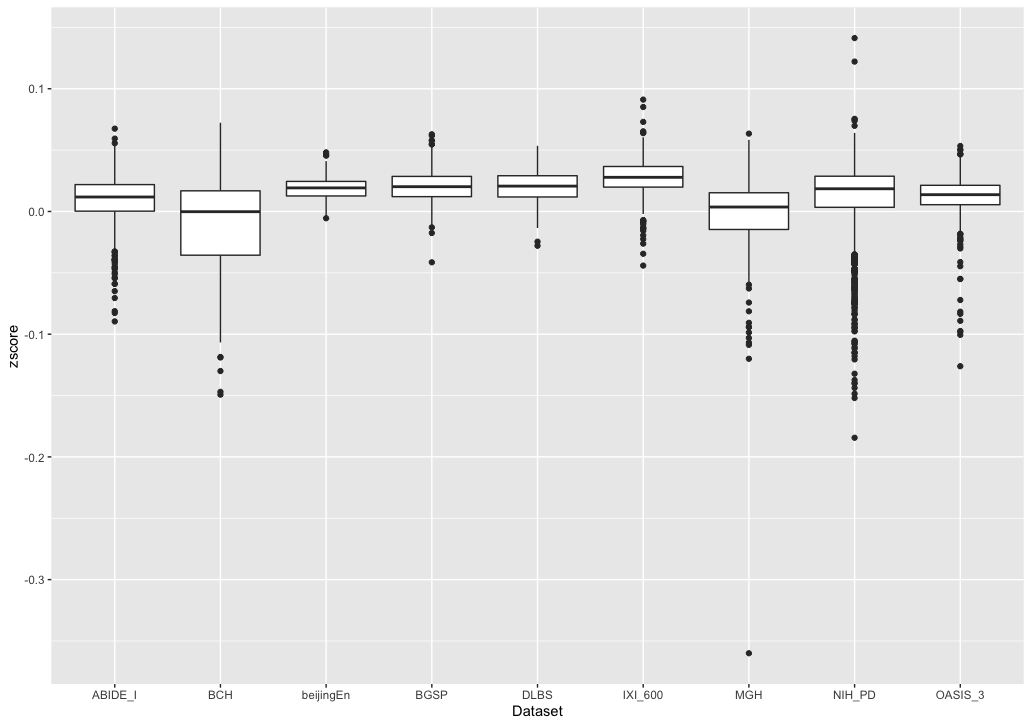 zscore
0.1
0.0
-0.1
-0.2
-0.3
ABIDE_I BCH beijingEn BGSP DLBS IXI_600 MGH NIH_PD OASIS_3
Dataset